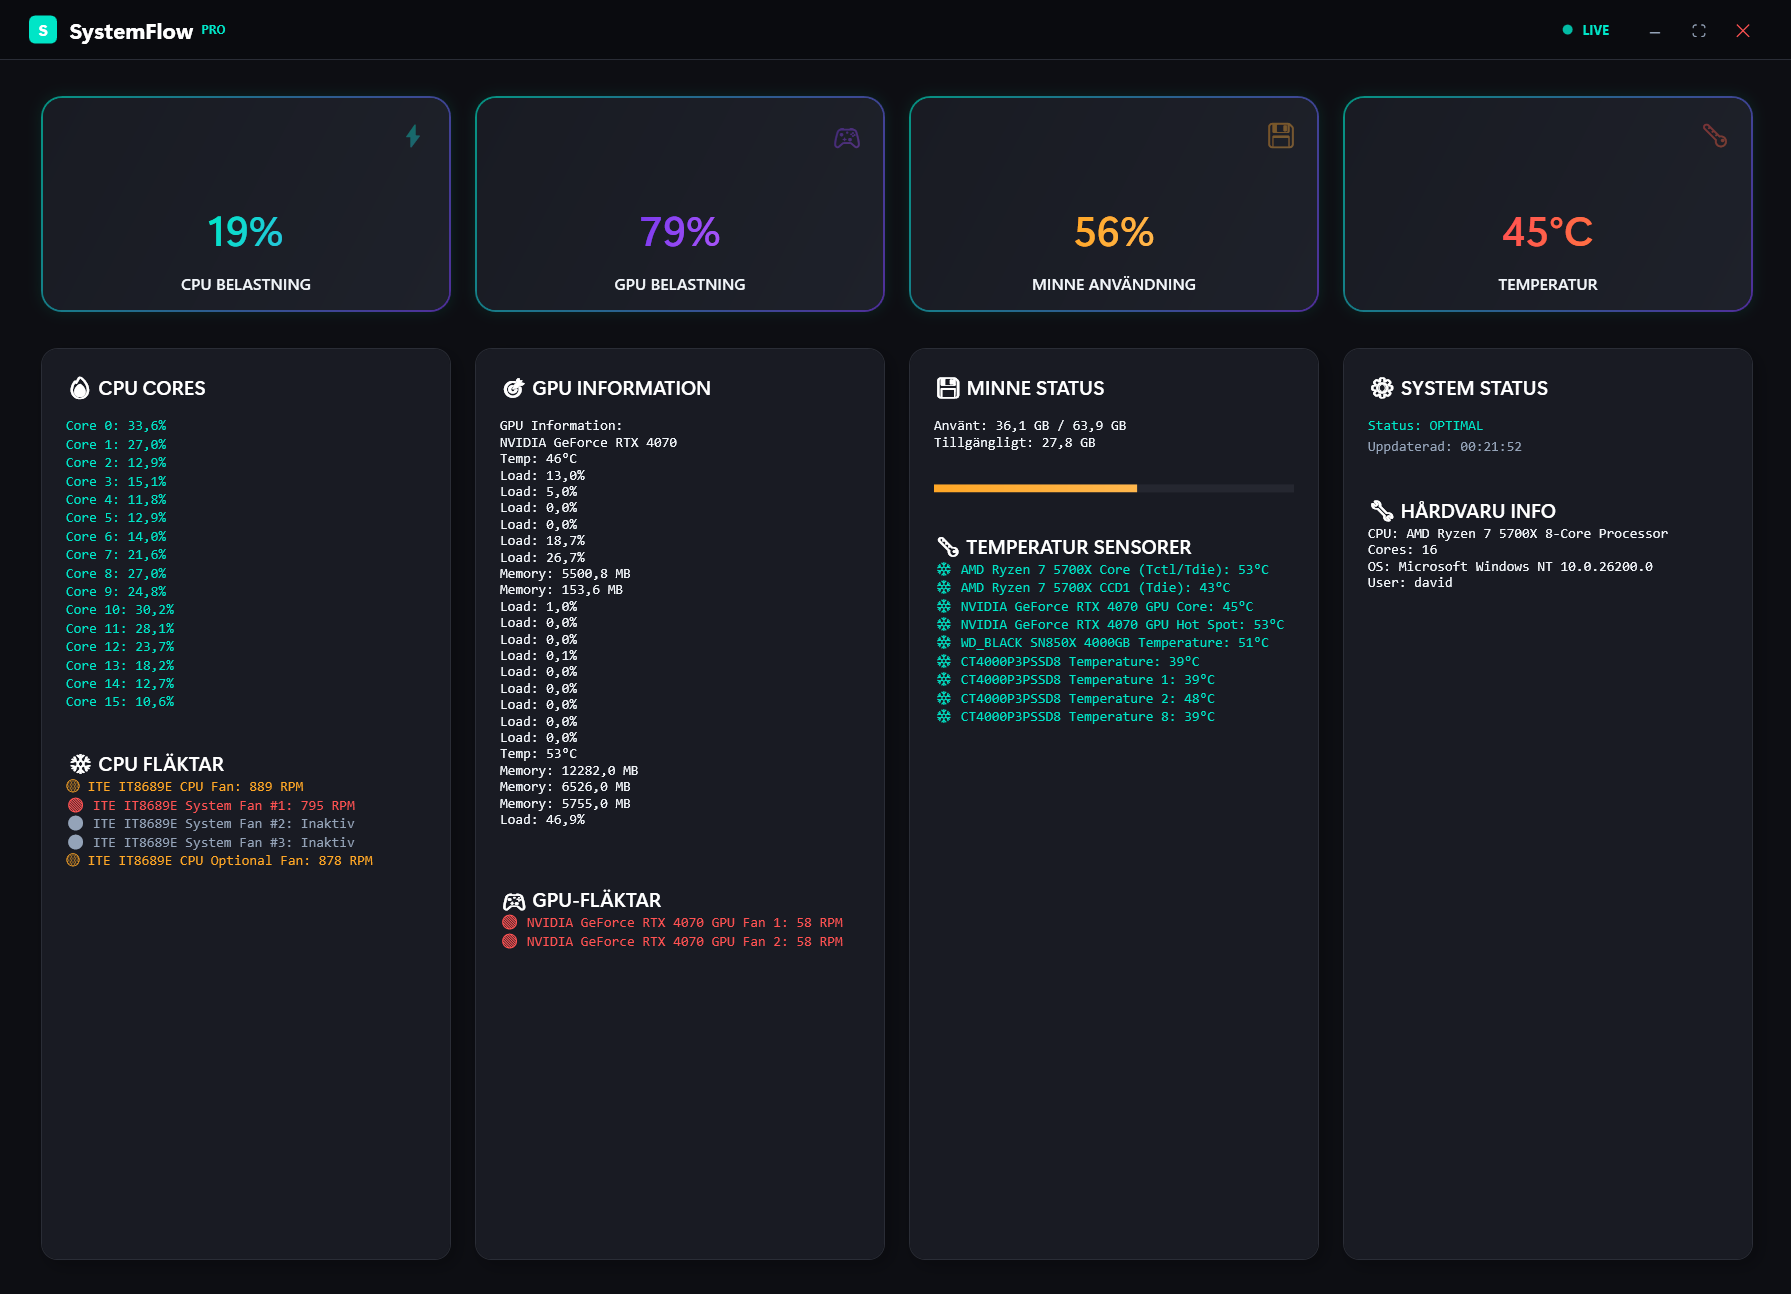 S SystemFlow PRO
LIVE
19%
CPU BELASTNING
79%
GPU BELASTNING
56%
MINNE ANVÄNDNING
45°C
TEMPERATUR
CPU CORES
Core 0: 33,6%
Core 1: 27,0%
Core 2: 12,9%
Core 3: 15,1%
Core 4: 11,8%
Core 5: 12,9%
Core 6: 14,0%
Core 7: 21,6%
Core 8: 27,0%
Core 9: 24,8%
Core 10: 30,2%
Core 11: 28,1%
Core 12: 23,7%
Core 13: 18,2%
Core 14: 12,7%
Core 15: 10,6%
CPU FLÄKTAR
ITE IT8689E CPU Fan: 889 RPM
ITE IT8689E System Fan #1: 795 RPM
ITE IT8689E System Fan #2: Inaktiv
ITE IT8689E System Fan #3: Inaktiv
ITE IT8689E CPU Optional Fan: 878 RPM
GPU INFORMATION
GPU Information:
NVIDIA GeForce RTX 4070
Temp: 46°C
Load: 13,0%
Load: 5,0%
Load: 0,0%
Load: 0,0%
Load: 18,7%
Load: 26,7%
Memory: 5500,8 MB
Memory: 153,6 MB
Load: 1,0%
Load: 0,0%
Load: 0,0%
Load: 0,1%
Load: 0,0%
Load: 0,0%
Load: 0,0%
Load: 0,0%
Load: 0,0%
Temp: 53°C
Memory: 12282,0 MB
Memory: 6526,0 MB
Memory: 5755,0 MB
Load: 46,9%
GPU-FLÄKTAR
NVIDIA GeForce RTX 4070 GPU Fan 1: 58 RPM
NVIDIA GeForce RTX 4070 GPU Fan 2: 58 RPM
MINNE STATUS
Använt: 36,1 GB / 63,9 GB
Tillgängligt: 27,8 GB
TEMPERATUR SENSORER
AMD Ryzen 7 5700X Core (Tctl/Tdie): 53°C
AMD Ryzen 7 5700X CCD1 (Tdie): 43°C
NVIDIA GeForce RTX 4070 GPU Core: 45°C
NVIDIA GeForce RTX 4070 GPU Hot Spot: 53°C
WD_BLACK SN850X 4000GB Temperature: 51°C
CT4000P3PSSD8 Temperature: 39°C
CT4000P3PSSD8 Temperature 1: 39°C
CT4000P3PSSD8 Temperature 2: 48°C
CT4000P3PSSD8 Temperature 8: 39°C
SYSTEM STATUS
Status: OPTIMAL
Uppdaterad: 00:21:52
HÅRDVARU INFO
CPU: AMD Ryzen 7 5700X 8-Core Processor
Cores: 16
OS: Microsoft Windows NT 10.0.26200.0
User: david